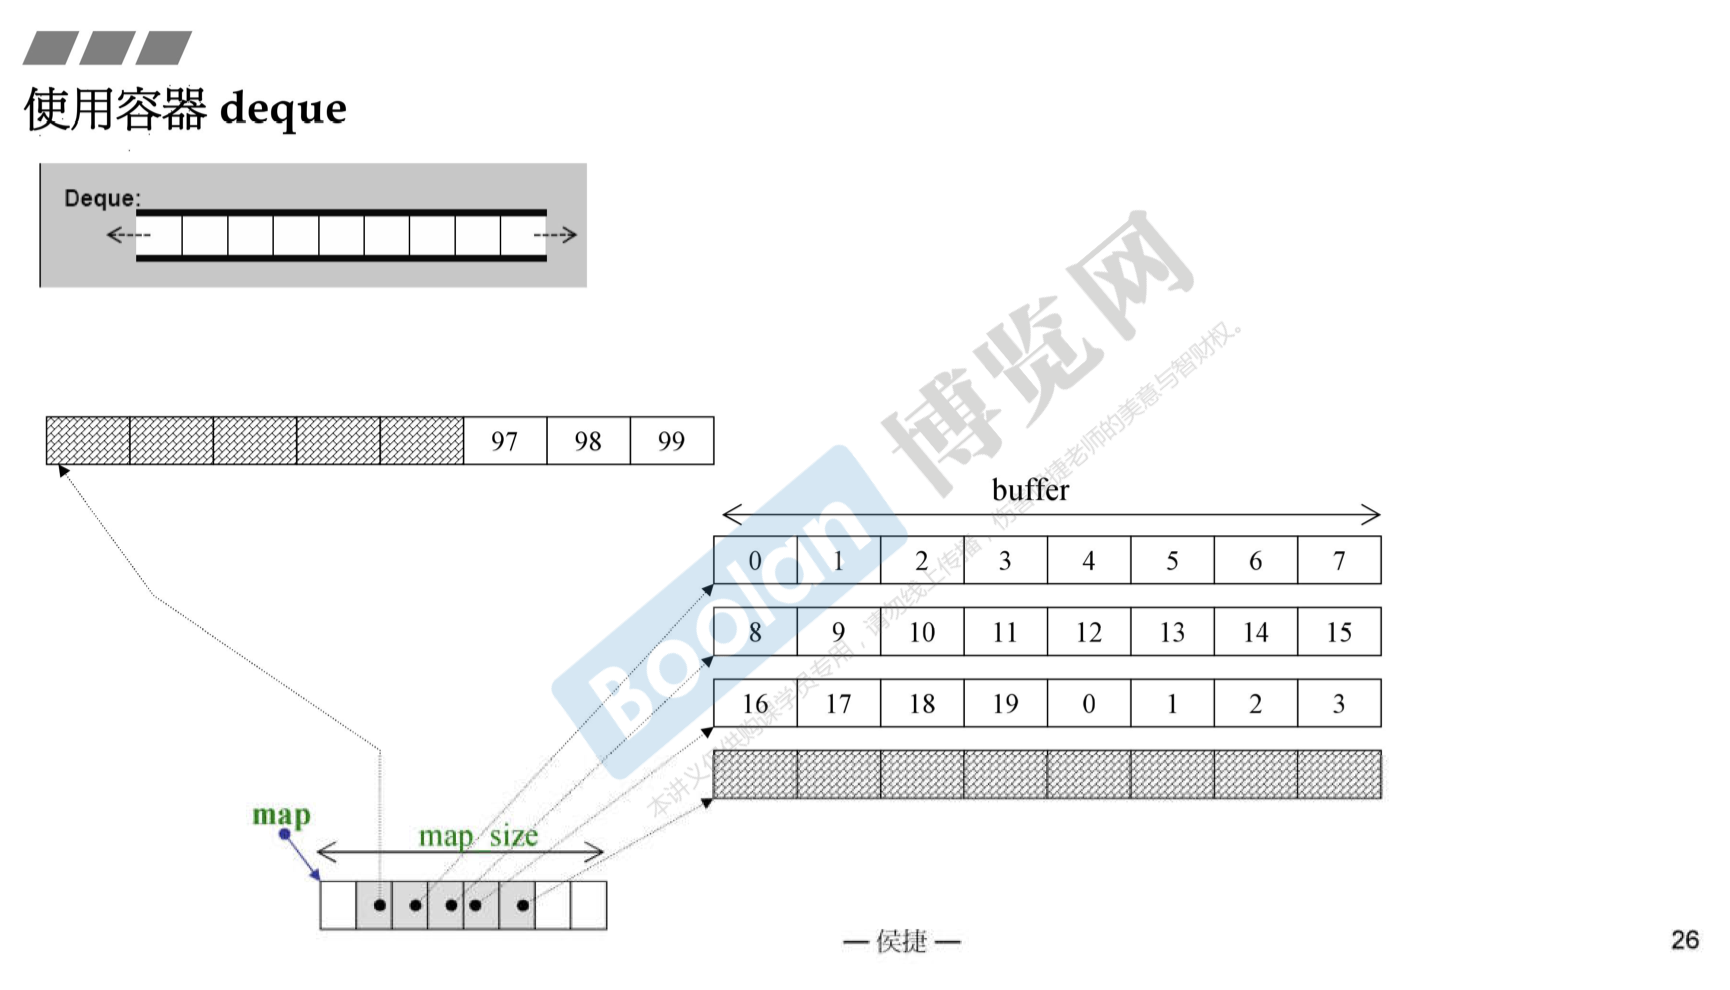 使用容器 deque
Deque:
97 98 99
buffer
0 1 2 3 4 5 6 7
8 9 10 11 12 13 14 15
16 17 18 19 0 1 2 3
map
map_size
博览网
Boolan
本讲义仅供购课学员专用，请勿线上传播，伤害侯捷老师的美意与智财权。
— 侯捷 —
26